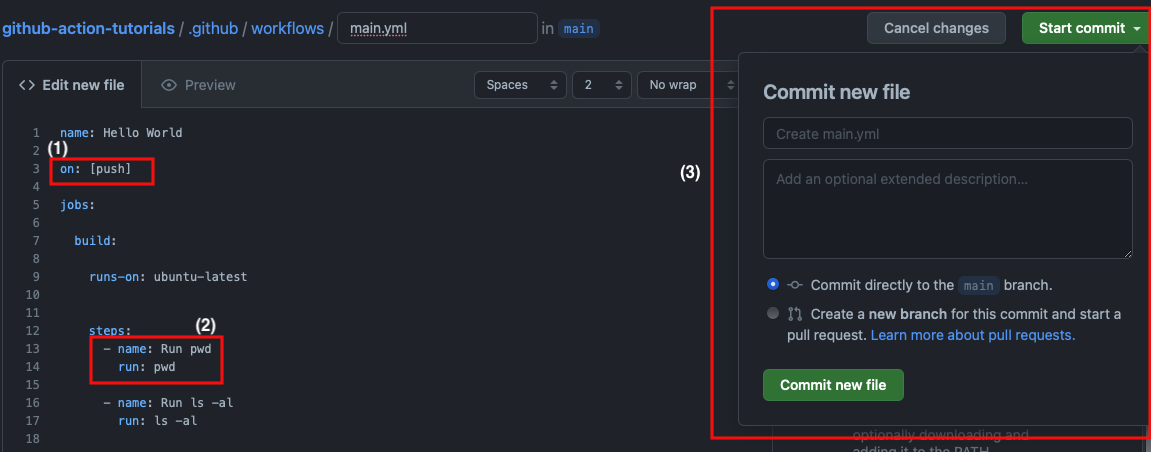 github-action-tutorials / .github / workflows / main.yml in main
Cancel changes
Start commit
Edit new file
Preview
Spaces
2
No wrap
1 name: Hello World
2
(1)
3 on: [push]
4
5 jobs:
6
7 build:
8
9 runs-on: ubuntu-latest
10
11
12 steps:
(2)
13 - name: Run pwd
14 run: pwd
15
16 - name: Run ls -al
17 run: ls -al
18
(3)
Commit new file
Create main.yml
Add an optional extended description...
Commit directly to the main branch.
Create a new branch for this commit and start a
pull request. Learn more about pull requests.
Commit new file
optionally downloading and
adding it to the PATH